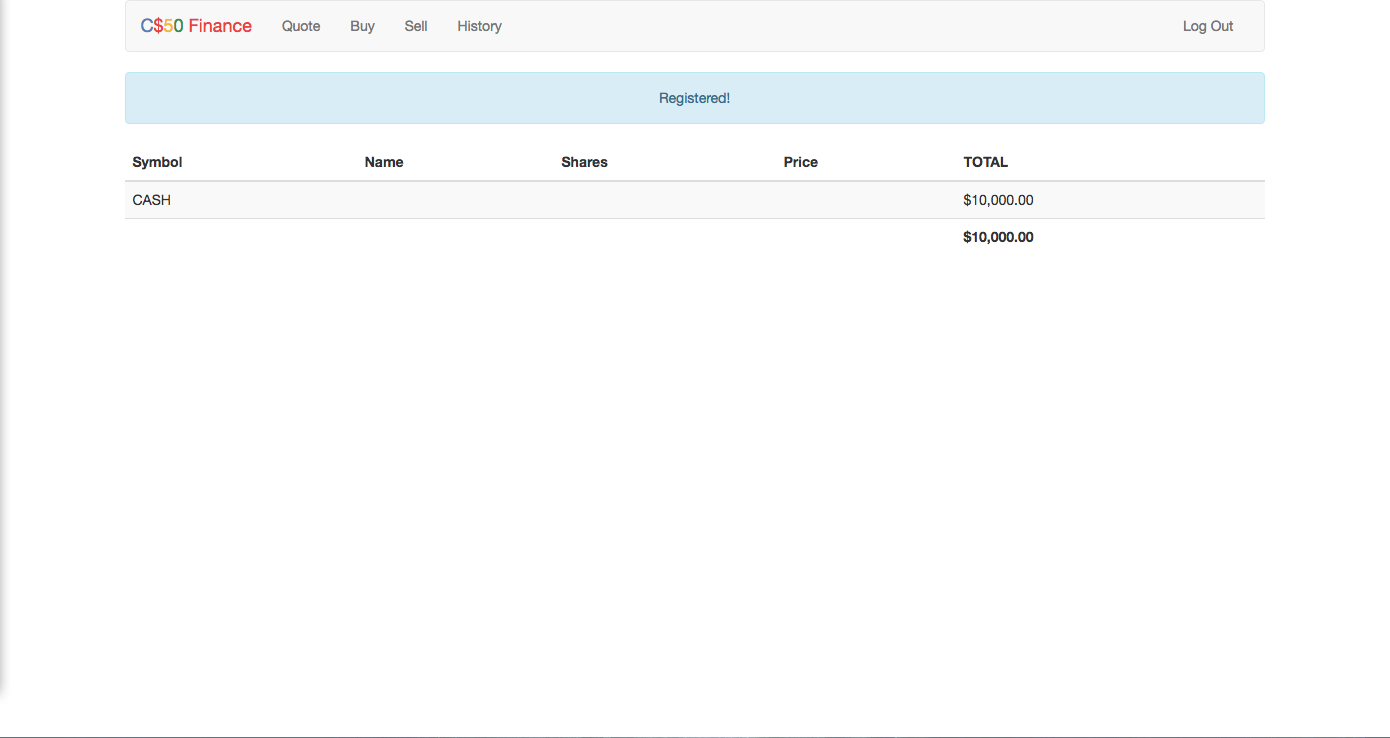 C$50 Finance Quote Buy Sell History Log Out
Registered!
Symbol Name Shares Price TOTAL
CASH $10,000.00
$10,000.00